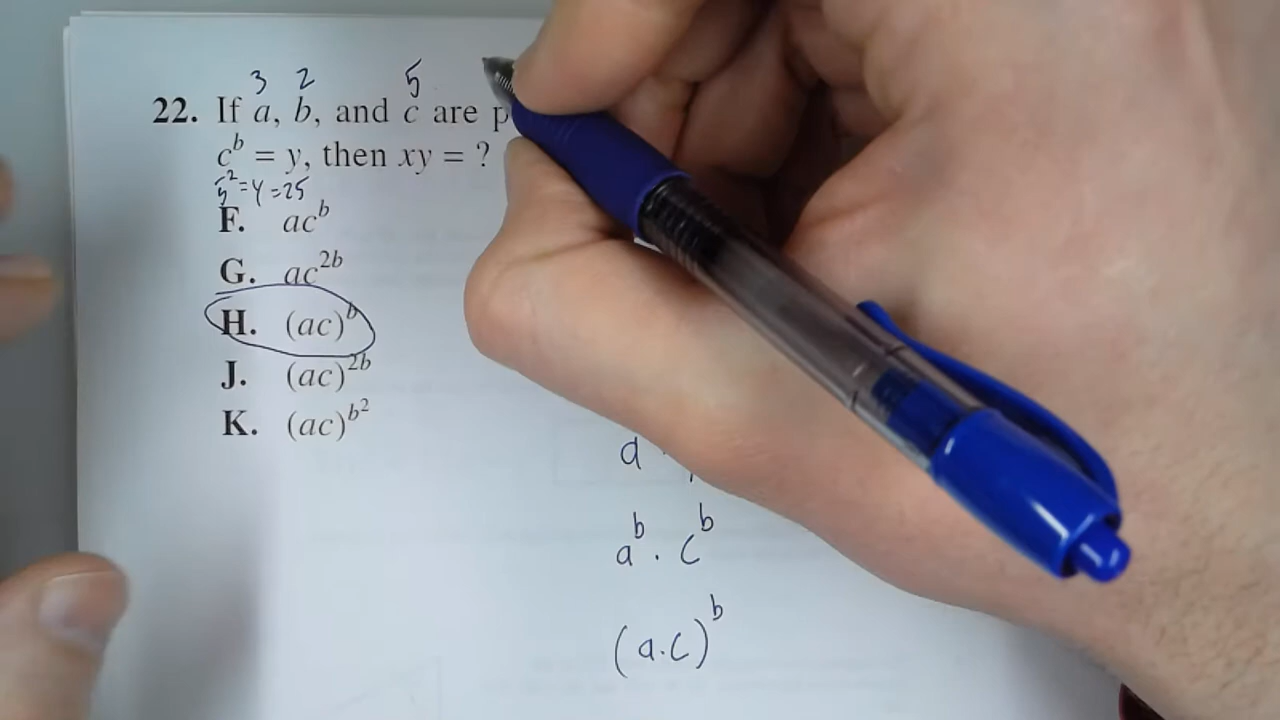 3 2 5
22. If a, b, and c are p
c^b = y, then xy = ?
5^2 = y = 25
F. ac^b
G. ac^{2b}
H. (ac)^b
J. (ac)^{2b}
K. (ac)^{b^2}
a ·
a^b · c^b
(a·c)^b